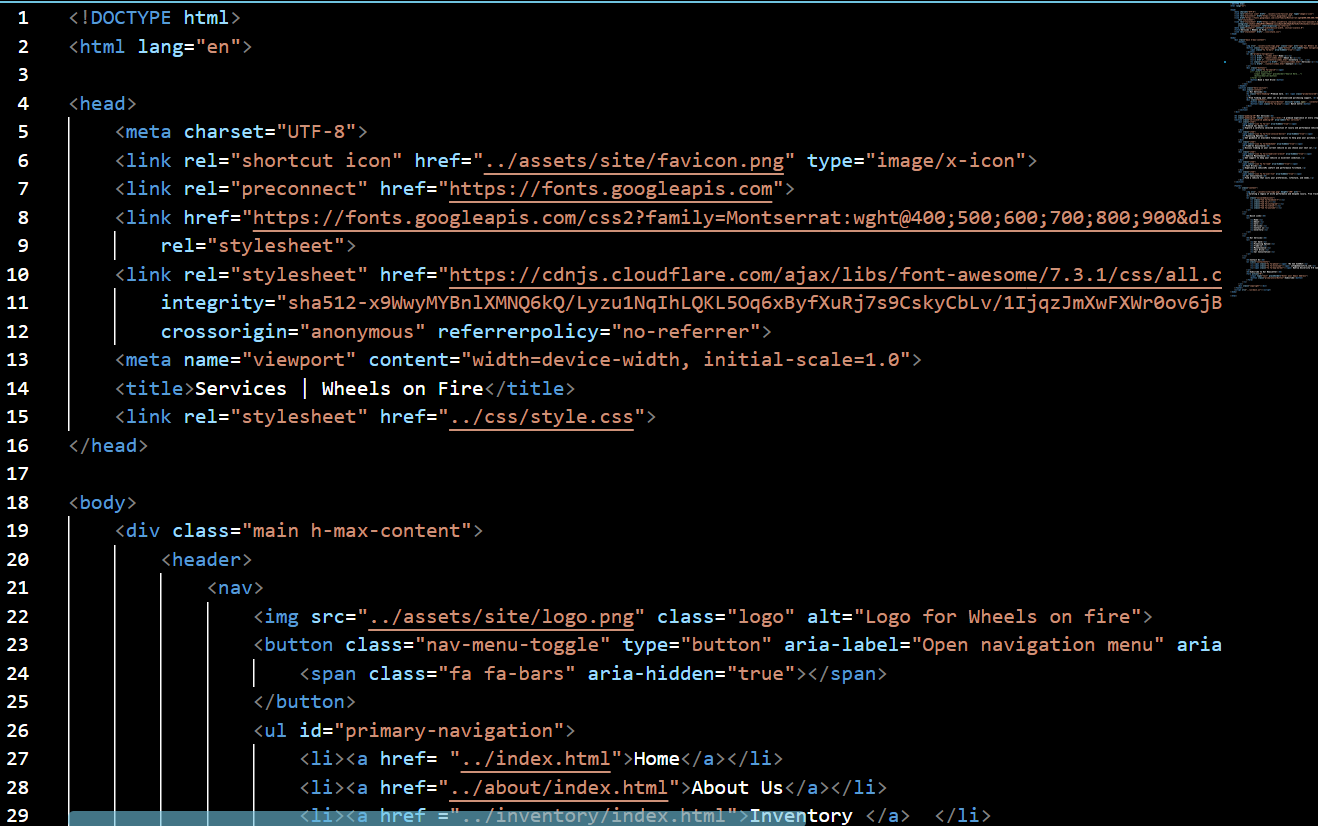 1 <!DOCTYPE html>
2 <html lang="en">
3
4 <head>
5 <meta charset="UTF-8">
6 <link rel="shortcut icon" href="../assets/site/favicon.png" type="image/x-icon">
7 <link rel="preconnect" href="https://fonts.googleapis.com">
8 <link href="https://fonts.googleapis.com/css2?family=Montserrat:wght@400;500;600;700;800;900&dis
9 rel="stylesheet">
10 <link rel="stylesheet" href="https://cdnjs.cloudflare.com/ajax/libs/font-awesome/7.3.1/css/all.c
11 integrity="sha512-x9WwyMYBnlXMNQ6kQ/Lyzu1NqIhLQKL5Oq6xByfXuRj7s9CskyCbLv/1IjqzJmXwFXWr0ov6jB
12 crossorigin="anonymous" referrerpolicy="no-referrer">
13 <meta name="viewport" content="width=device-width, initial-scale=1.0">
14 <title>Services | Wheels on Fire</title>
15 <link rel="stylesheet" href="../css/style.css">
16 </head>
17
18 <body>
19 <div class="main h-max-content">
20 <header>
21 <nav>
22 <img src="../assets/site/logo.png" class="logo" alt="Logo for Wheels on fire">
23 <button class="nav-menu-toggle" type="button" aria-label="Open navigation menu" aria
24 <span class="fa fa-bars" aria-hidden="true"></span>
25 </button>
26 <ul id="primary-navigation">
27 <li><a href= "../index.html">Home</a></li>
28 <li><a href="../about/index.html">About Us</a></li>
29 <li><a href ="../inventory/index.html">Inventory </a>  </li>